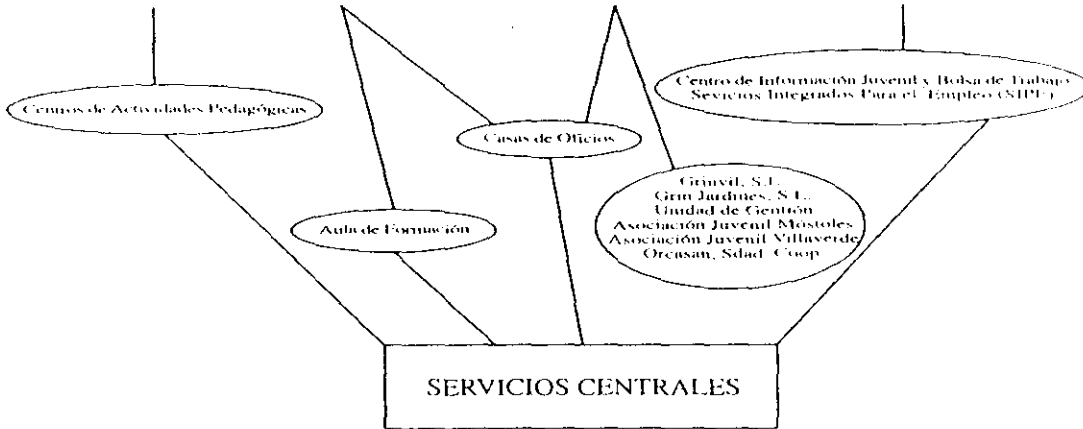 Centros de Actividades Pedagógicas
Centro de Información Juvenil y Bolsa de Trabajo
Sevicios Integrados Para el Empleo (SIPE)
Casas de Oficios
Aula de Formación
Grinvil, S.L.
Grin Jardines, S.L.
Unidad de Gestión
Asociación Juvenil Móstoles
Asociación Juvenil Villaverde
Orcasan, Sdad. Coop.
SERVICIOS CENTRALES